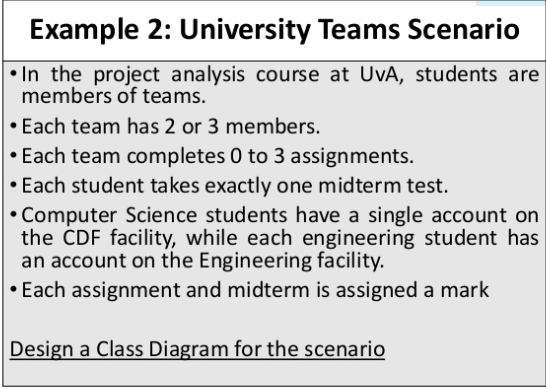 Example 2: University Teams Scenario
• In the project analysis course at UvA, students are
members of teams.
• Each team has 2 or 3 members.
• Each team completes 0 to 3 assignments.
• Each student takes exactly one midterm test.
• Computer Science students have a single account on
the CDF facility, while each engineering student has
an account on the Engineering facility.
• Each assignment and midterm is assigned a mark
Design a Class Diagram for the scenario